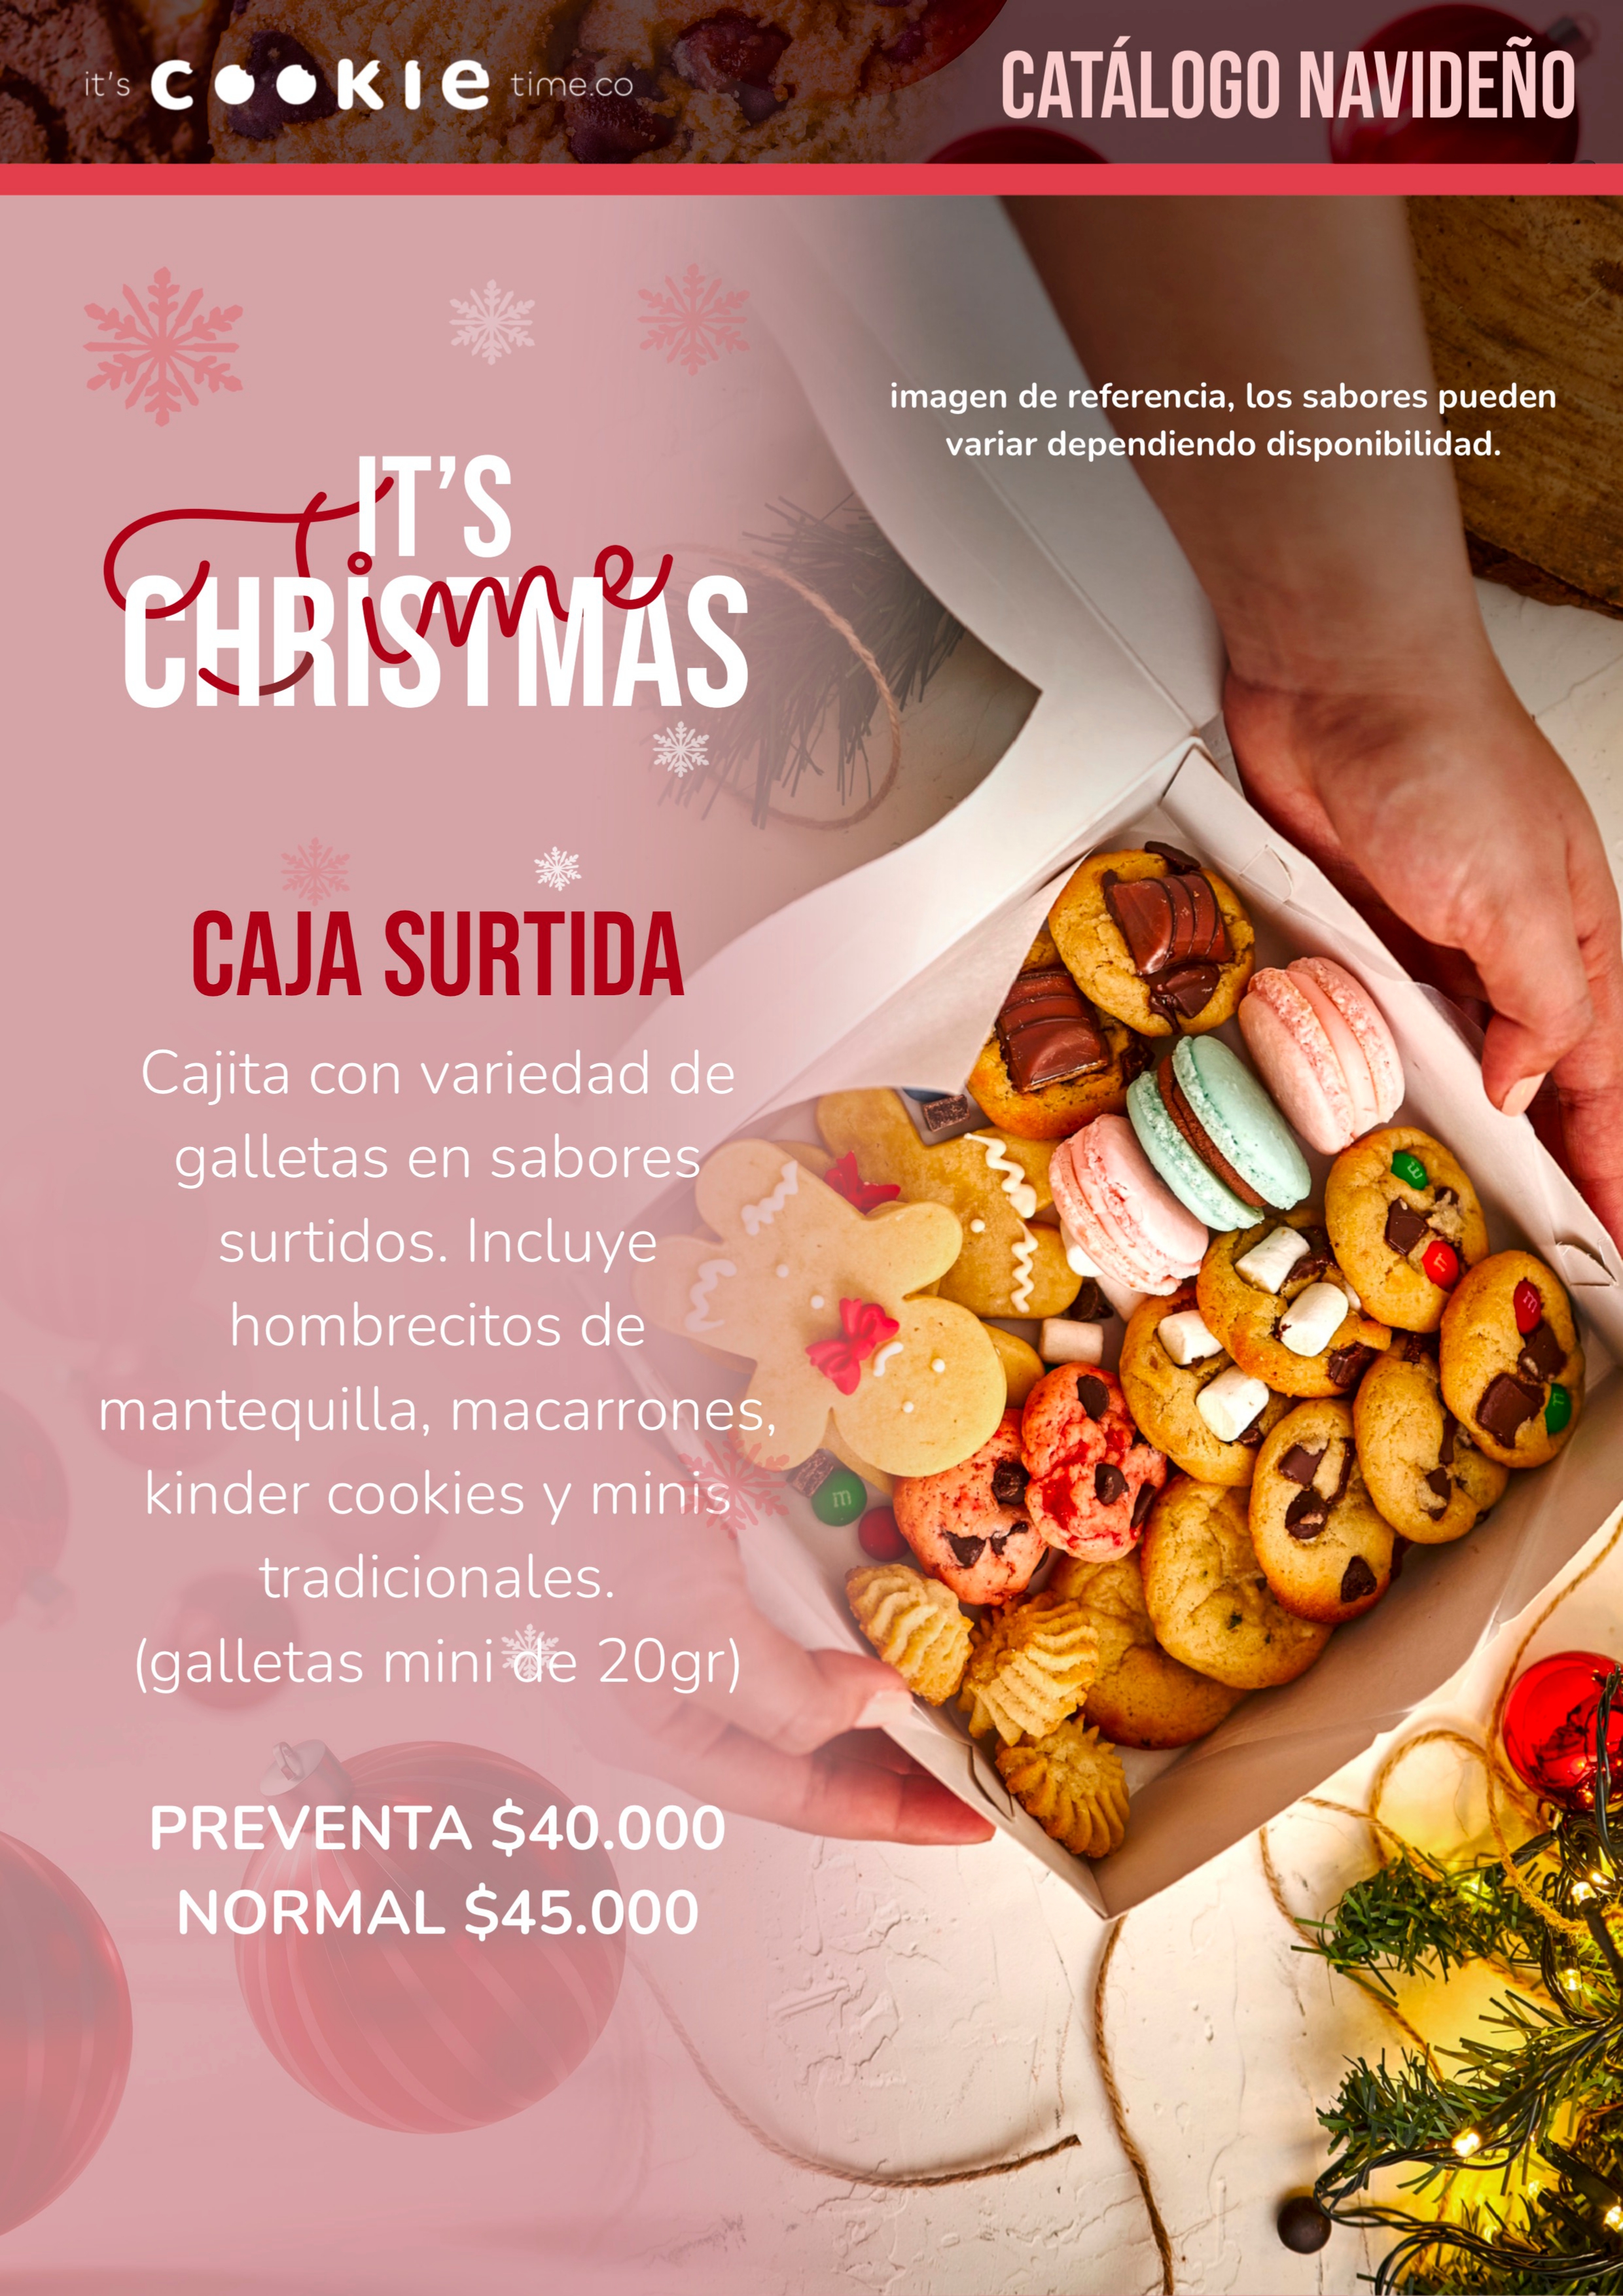 it's COOKIE time.co
CATÁLOGO NAVIDEÑO
imagen de referencia, los sabores pueden
variar dependiendo disponibilidad.
IT'S
Time
CHRISTMAS
CAJA SURTIDA
Cajita con variedad de
galletas en sabores
surtidos. Incluye
hombrecitos de
mantequilla, macarrones,
kinder cookies y minis
tradicionales.
(galletas mini de 20gr)
PREVENTA $40.000
NORMAL $45.000
m
m
m
m
m